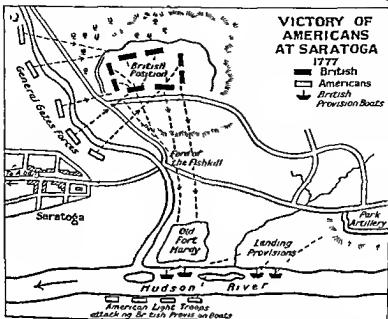 VICTORY OF
AMERICANS
AT SARATOGA
1777
British
Americans
British
Provision Boats
British
Position
General Gates Forces
Ford of
the Fishkill
Saratoga
Old
Fort
Hardy
Landing
Provisions
Park
Artillery
Hudson River
American Light Troops
attacking British Provision Boats